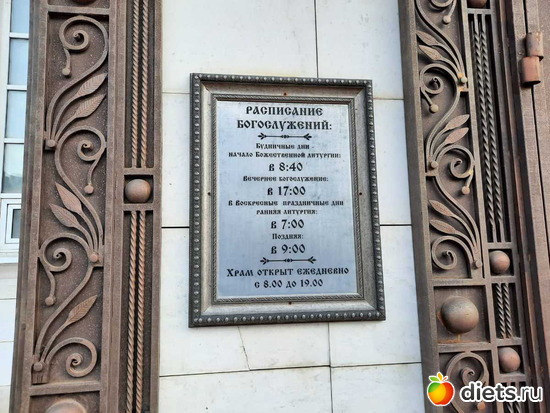 РАСПИСАНИЕ
БОГОСЛУЖЕНИЙ:
Будничные дни —
начало Божественной литургии:
в 8:40
Вечернее богослужение:
в 17:00
В Воскресные праздничные дни
ранняя литургия:
в 7:00
Поздняя:
в 9:00
Храм открыт ежедневно
с 8.00 до 19.00
diets.ru